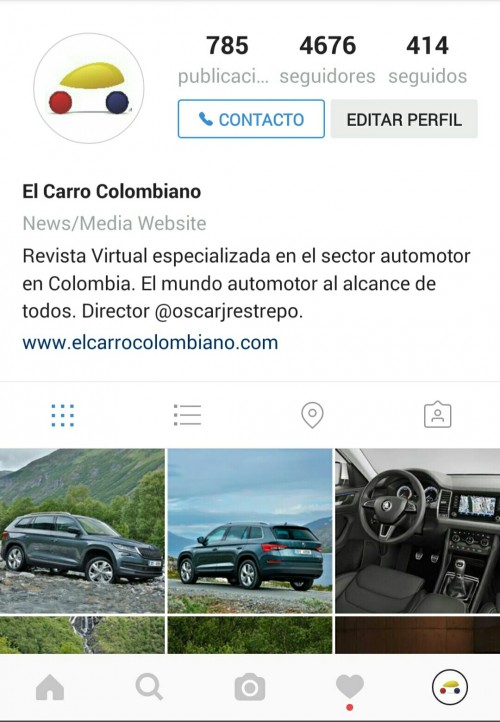 785 4676 414
publicaci... seguidores seguidos
CONTACTO EDITAR PERFIL
El Carro Colombiano
News/Media Website
Revista Virtual especializada en el sector automotor
en Colombia. El mundo automotor al alcance de
todos. Director @oscarjrestrepo.
www.elcarrocolombiano.com